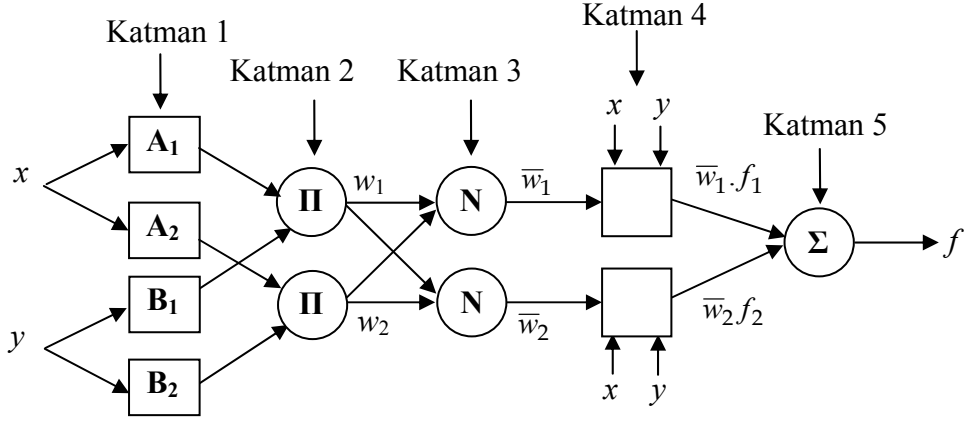 Katman 1
Katman 2
Katman 3
Katman 4
Katman 5
x
y
A₁
A₂
B₁
B₂
Π
Π
w₁
w₂
N
N
w̅₁
w̅₂
x y
x y
w̅₁.f₁
w̅₂f₂
Σ
f